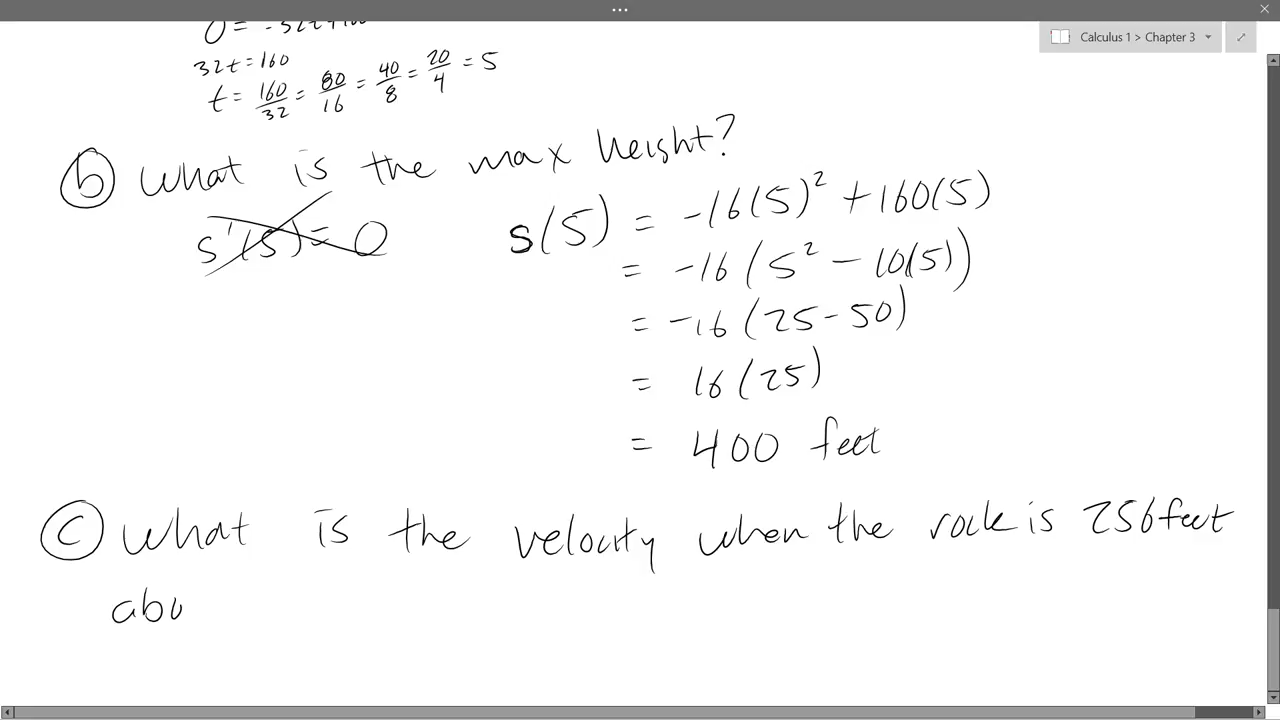 Calculus 1 > Chapter 3
32t = 160
t = 160/32 = 80/16 = 40/8 = 20/4 = 5
(b) What is the max height?
s'(5) = 0
s(5) = -16(5)² + 160(5)
= -16(5² - 10(5))
= -16(25 - 50)
= 16(25)
= 400 feet
(c) What is the velocity when the rock is 256 feet
abo